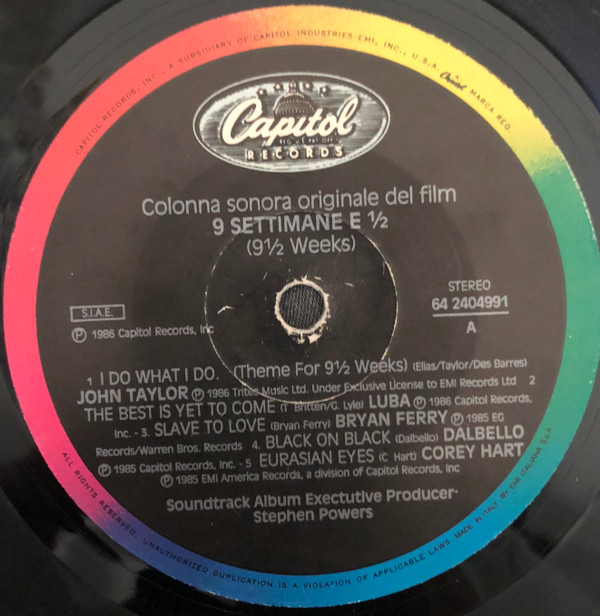 CAPITOL RECORDS, INC., A SUBSIDIARY OF CAPITOL INDUSTRIES-EMI, INC., U.S.A. Capitol MARCA REG.
Capitol
RECORDS
Colonna sonora originale del film
9 SETTIMANE E ½
(9½ Weeks)
STEREO
64 2404991
A
S.I.A.E.
Ⓟ 1986 Capitol Records, Inc
1 I DO WHAT I DO. (Theme For 9½ Weeks) (Elias/Taylor/Des Barres)
JOHN TAYLOR Ⓟ 1986 Tritec Music Ltd. Under Exclusive License to EMI Records Ltd 2
THE BEST IS YET TO COME (T Britten/G. Lyle) LUBA Ⓟ 1986 Capitol Records,
Inc. - 3. SLAVE TO LOVE (Bryan Ferry) BRYAN FERRY Ⓟ 1985 EG
Records/Warren Bros. Records 4. BLACK ON BLACK (Dalbello) DALBELLO
Ⓟ 1985 Capitol Records, Inc. - 5 EURASIAN EYES (C Hart) COREY HART
Ⓟ 1985 EMI America Records, a division of Capitol Records, Inc
Soundtrack Album Exectutive Producer·
Stephen Powers
ALL RIGHTS RESERVED. UNAUTHORIZED DUPLICATION IS A VIOLATION OF APPLICABLE LAWS. MADE IN ITALY. BY EMI ITALIANA S.p.A